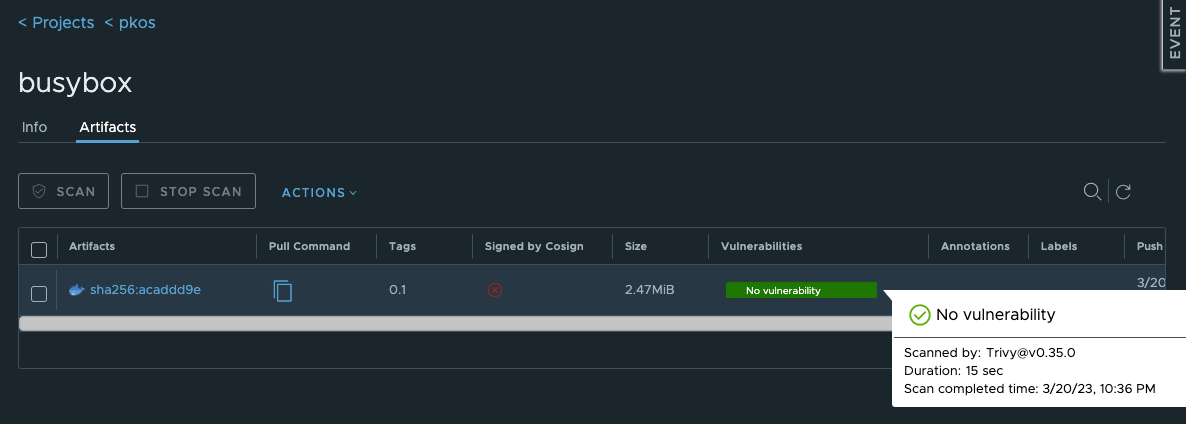 < Projects < pkos
EVENT
busybox
Info Artifacts
SCAN STOP SCAN ACTIONS
Artifacts Pull Command Tags Signed by Cosign Size Vulnerabilities Annotations Labels Push
sha256:acaddd9e 0.1 2.47MiB No vulnerability 3/20
No vulnerability
Scanned by: Trivy@v0.35.0
Duration: 15 sec
Scan completed time: 3/20/23, 10:36 PM